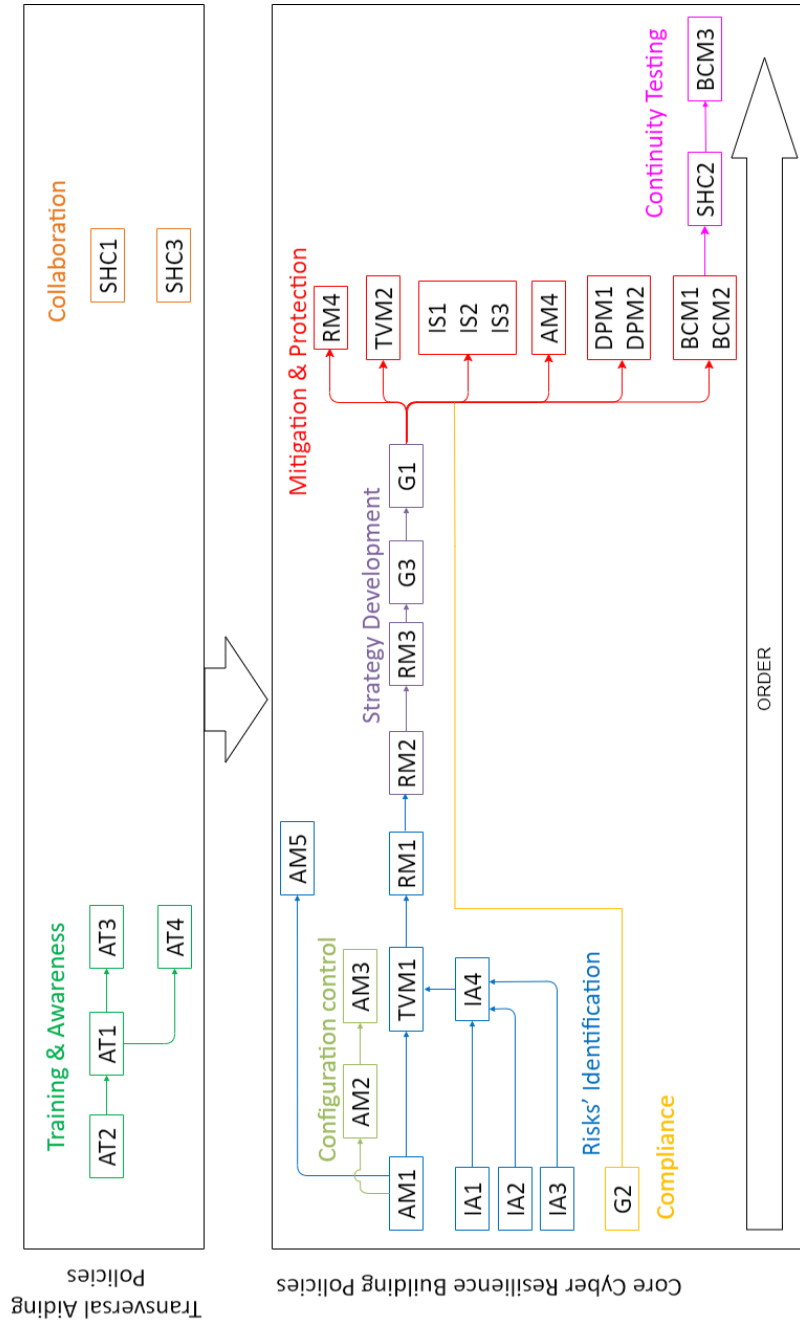 Transversal Aiding
Policies
Training & Awareness
AT2
AT1
AT3
AT4
Collaboration
SHC1
SHC3
Core Cyber Resilience Building Policies
AM5
Configuration control
AM2
AM3
AM1
TVM1
RM1
RM2
Strategy Development
RM3
G3
G1
IA1
IA2
IA3
IA4
Risks' Identification
G2
Compliance
Mitigation & Protection
RM4
TVM2
IS1
IS2
IS3
AM4
DPM1
DPM2
BCM1
BCM2
Continuity Testing
SHC2
BCM3
ORDER